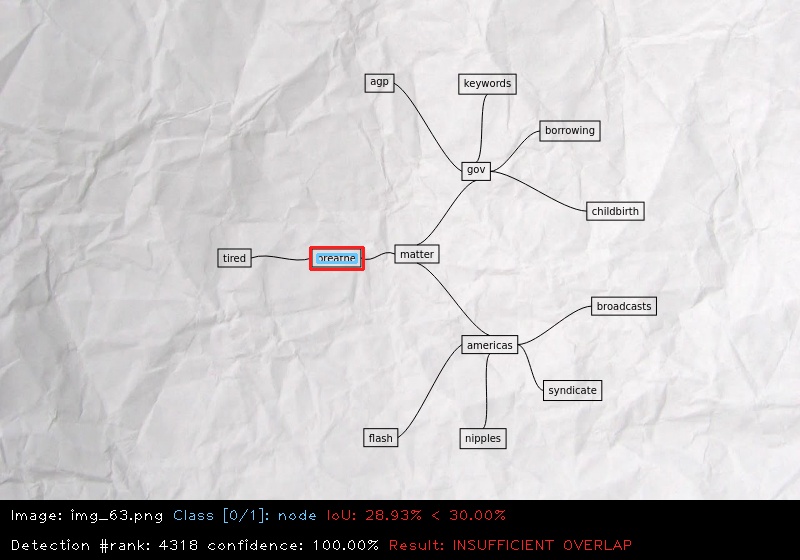 agp
keywords
borrowing
gov
childbirth
tired
breathe
matter
broadcasts
americas
syndicate
flash
nipples
Image: img_63.png Class [0/1]: node IoU: 28.93% < 30.00%
Detection #rank: 4318 confidence: 100.00% Result: INSUFFICIENT OVERLAP